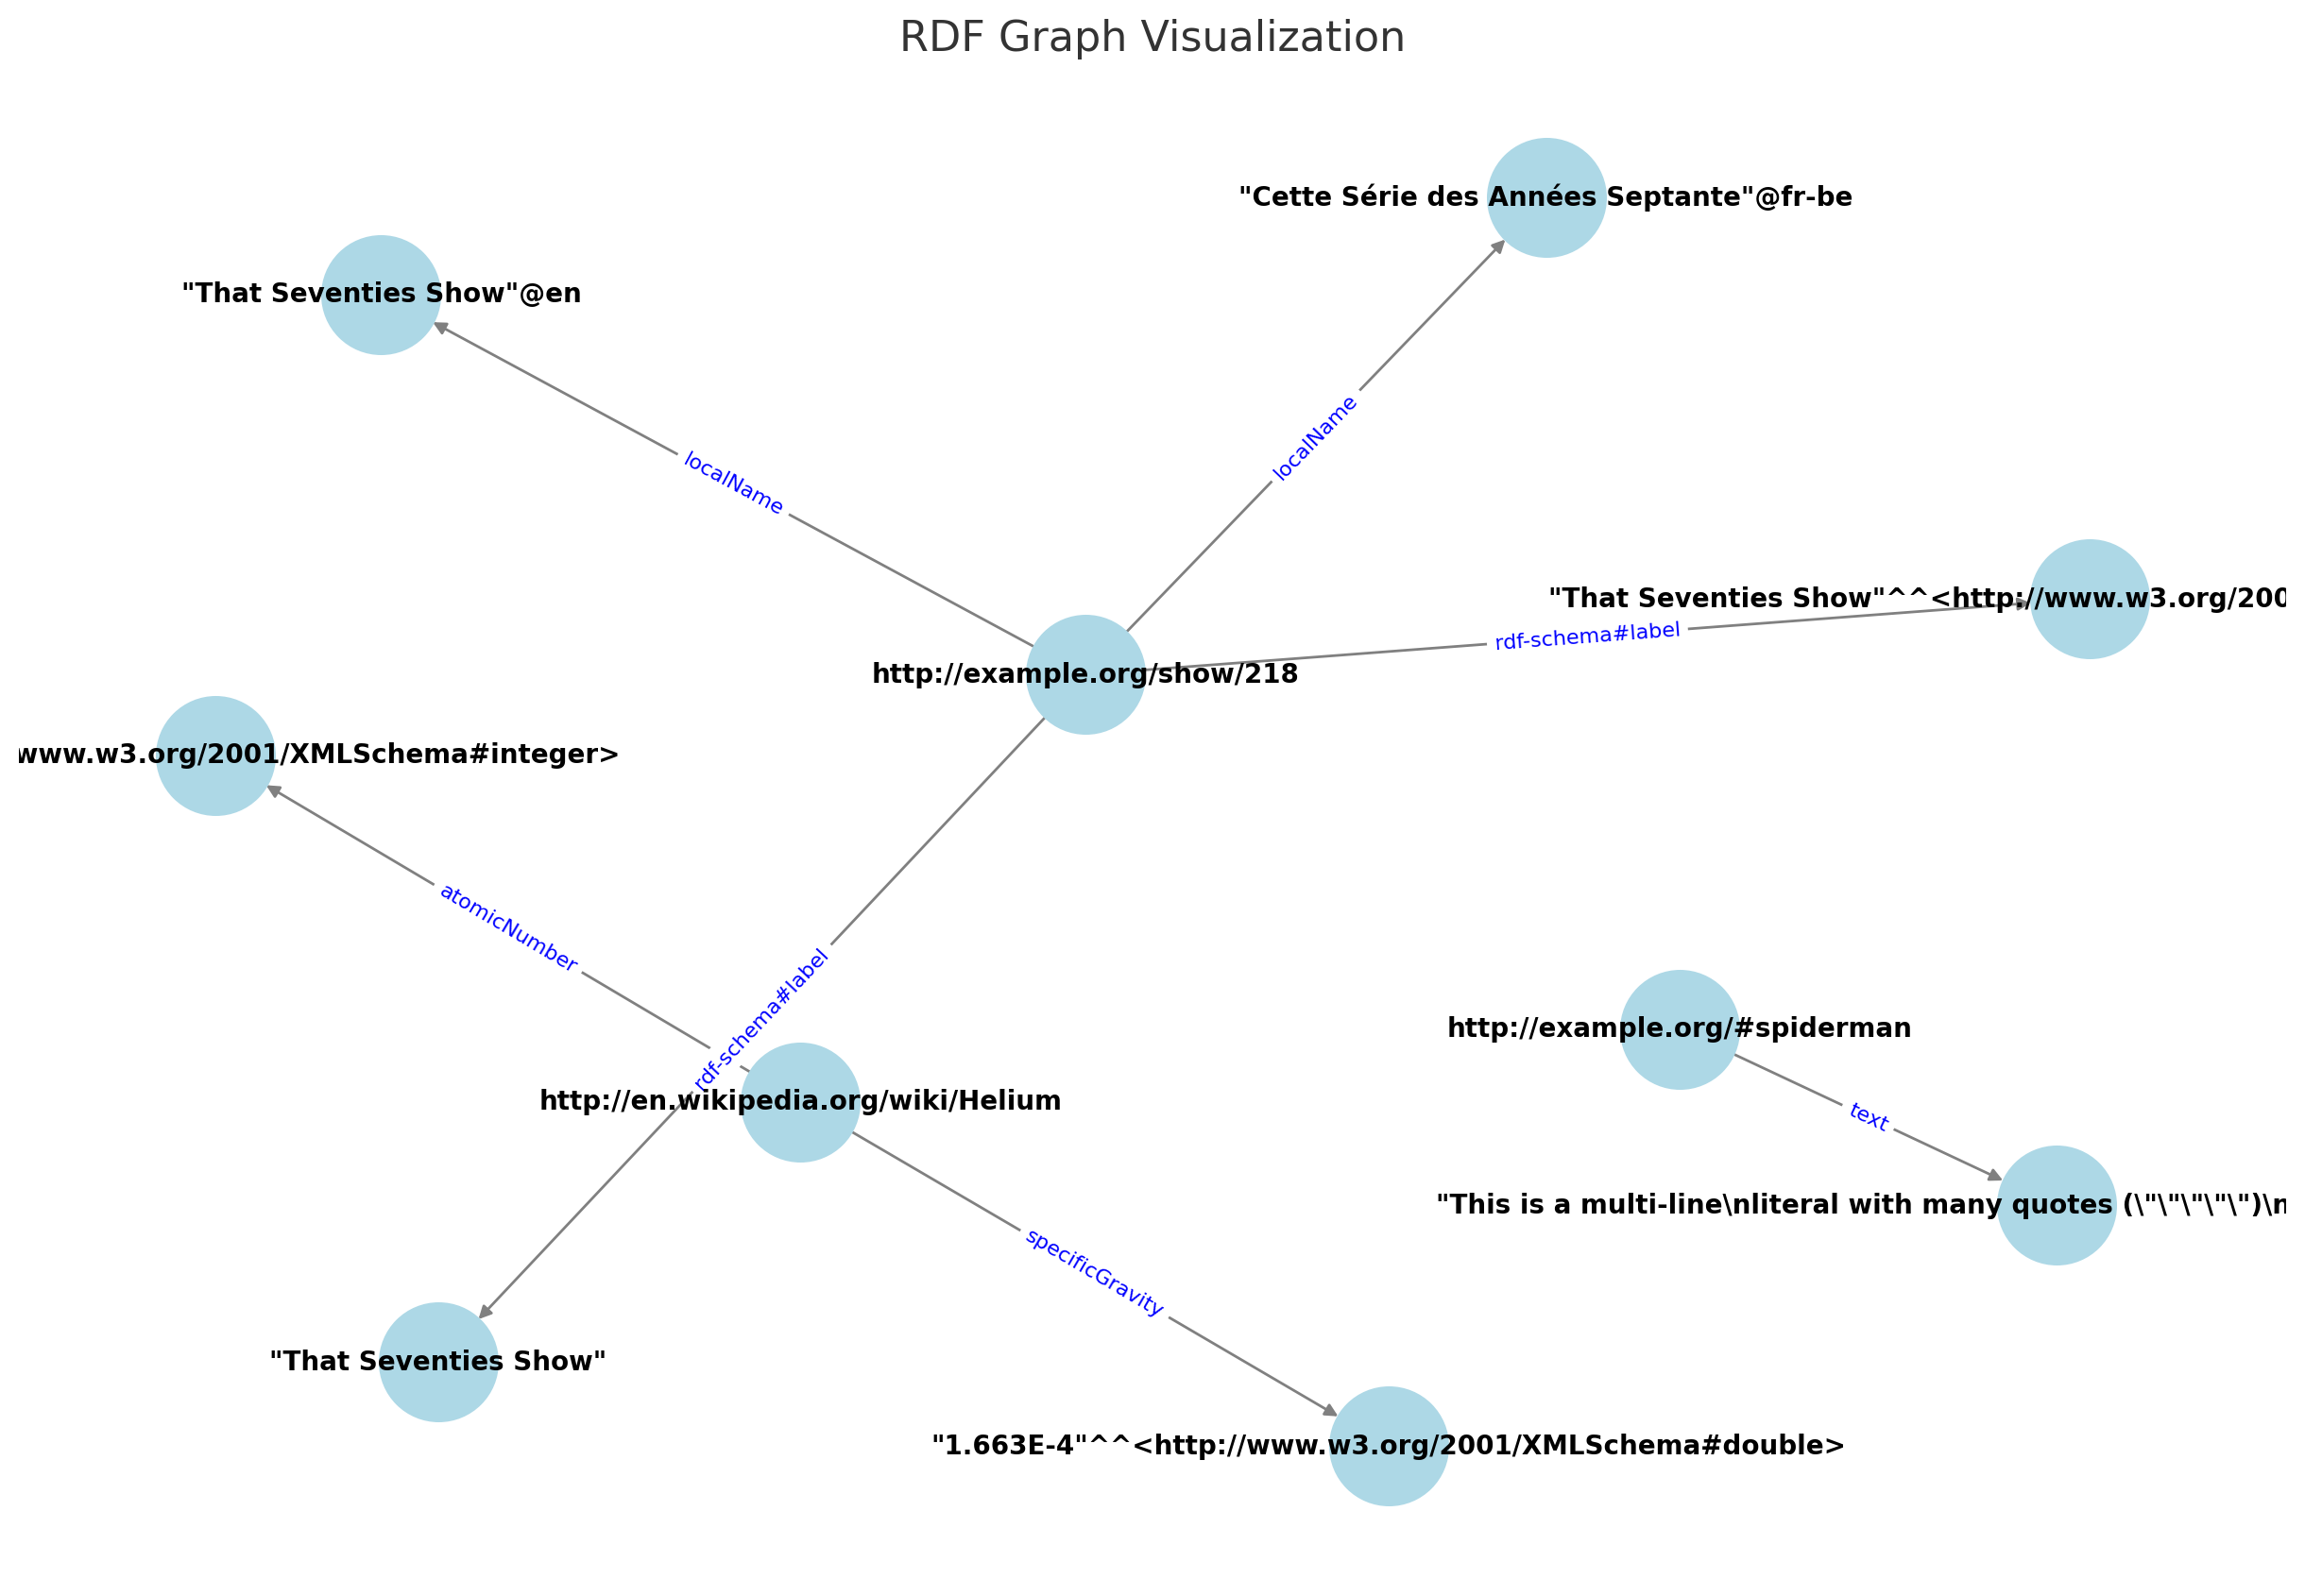 RDF Graph Visualization
"Cette Série des Années Septante"@fr-be
"That Seventies Show"@en
localName
localName
"That Seventies Show"^^<http://www.w3.org/200
rdf-schema#label
http://example.org/show/218
www.w3.org/2001/XMLSchema#integer>
atomicNumber
rdf-schema#label
http://example.org/#spiderman
http://en.wikipedia.org/wiki/Helium
text
"This is a multi-line\nliteral with many quotes (\"\"\"\"\")\n
specificGravity
"That Seventies Show"
"1.663E-4"^^<http://www.w3.org/2001/XMLSchema#double>